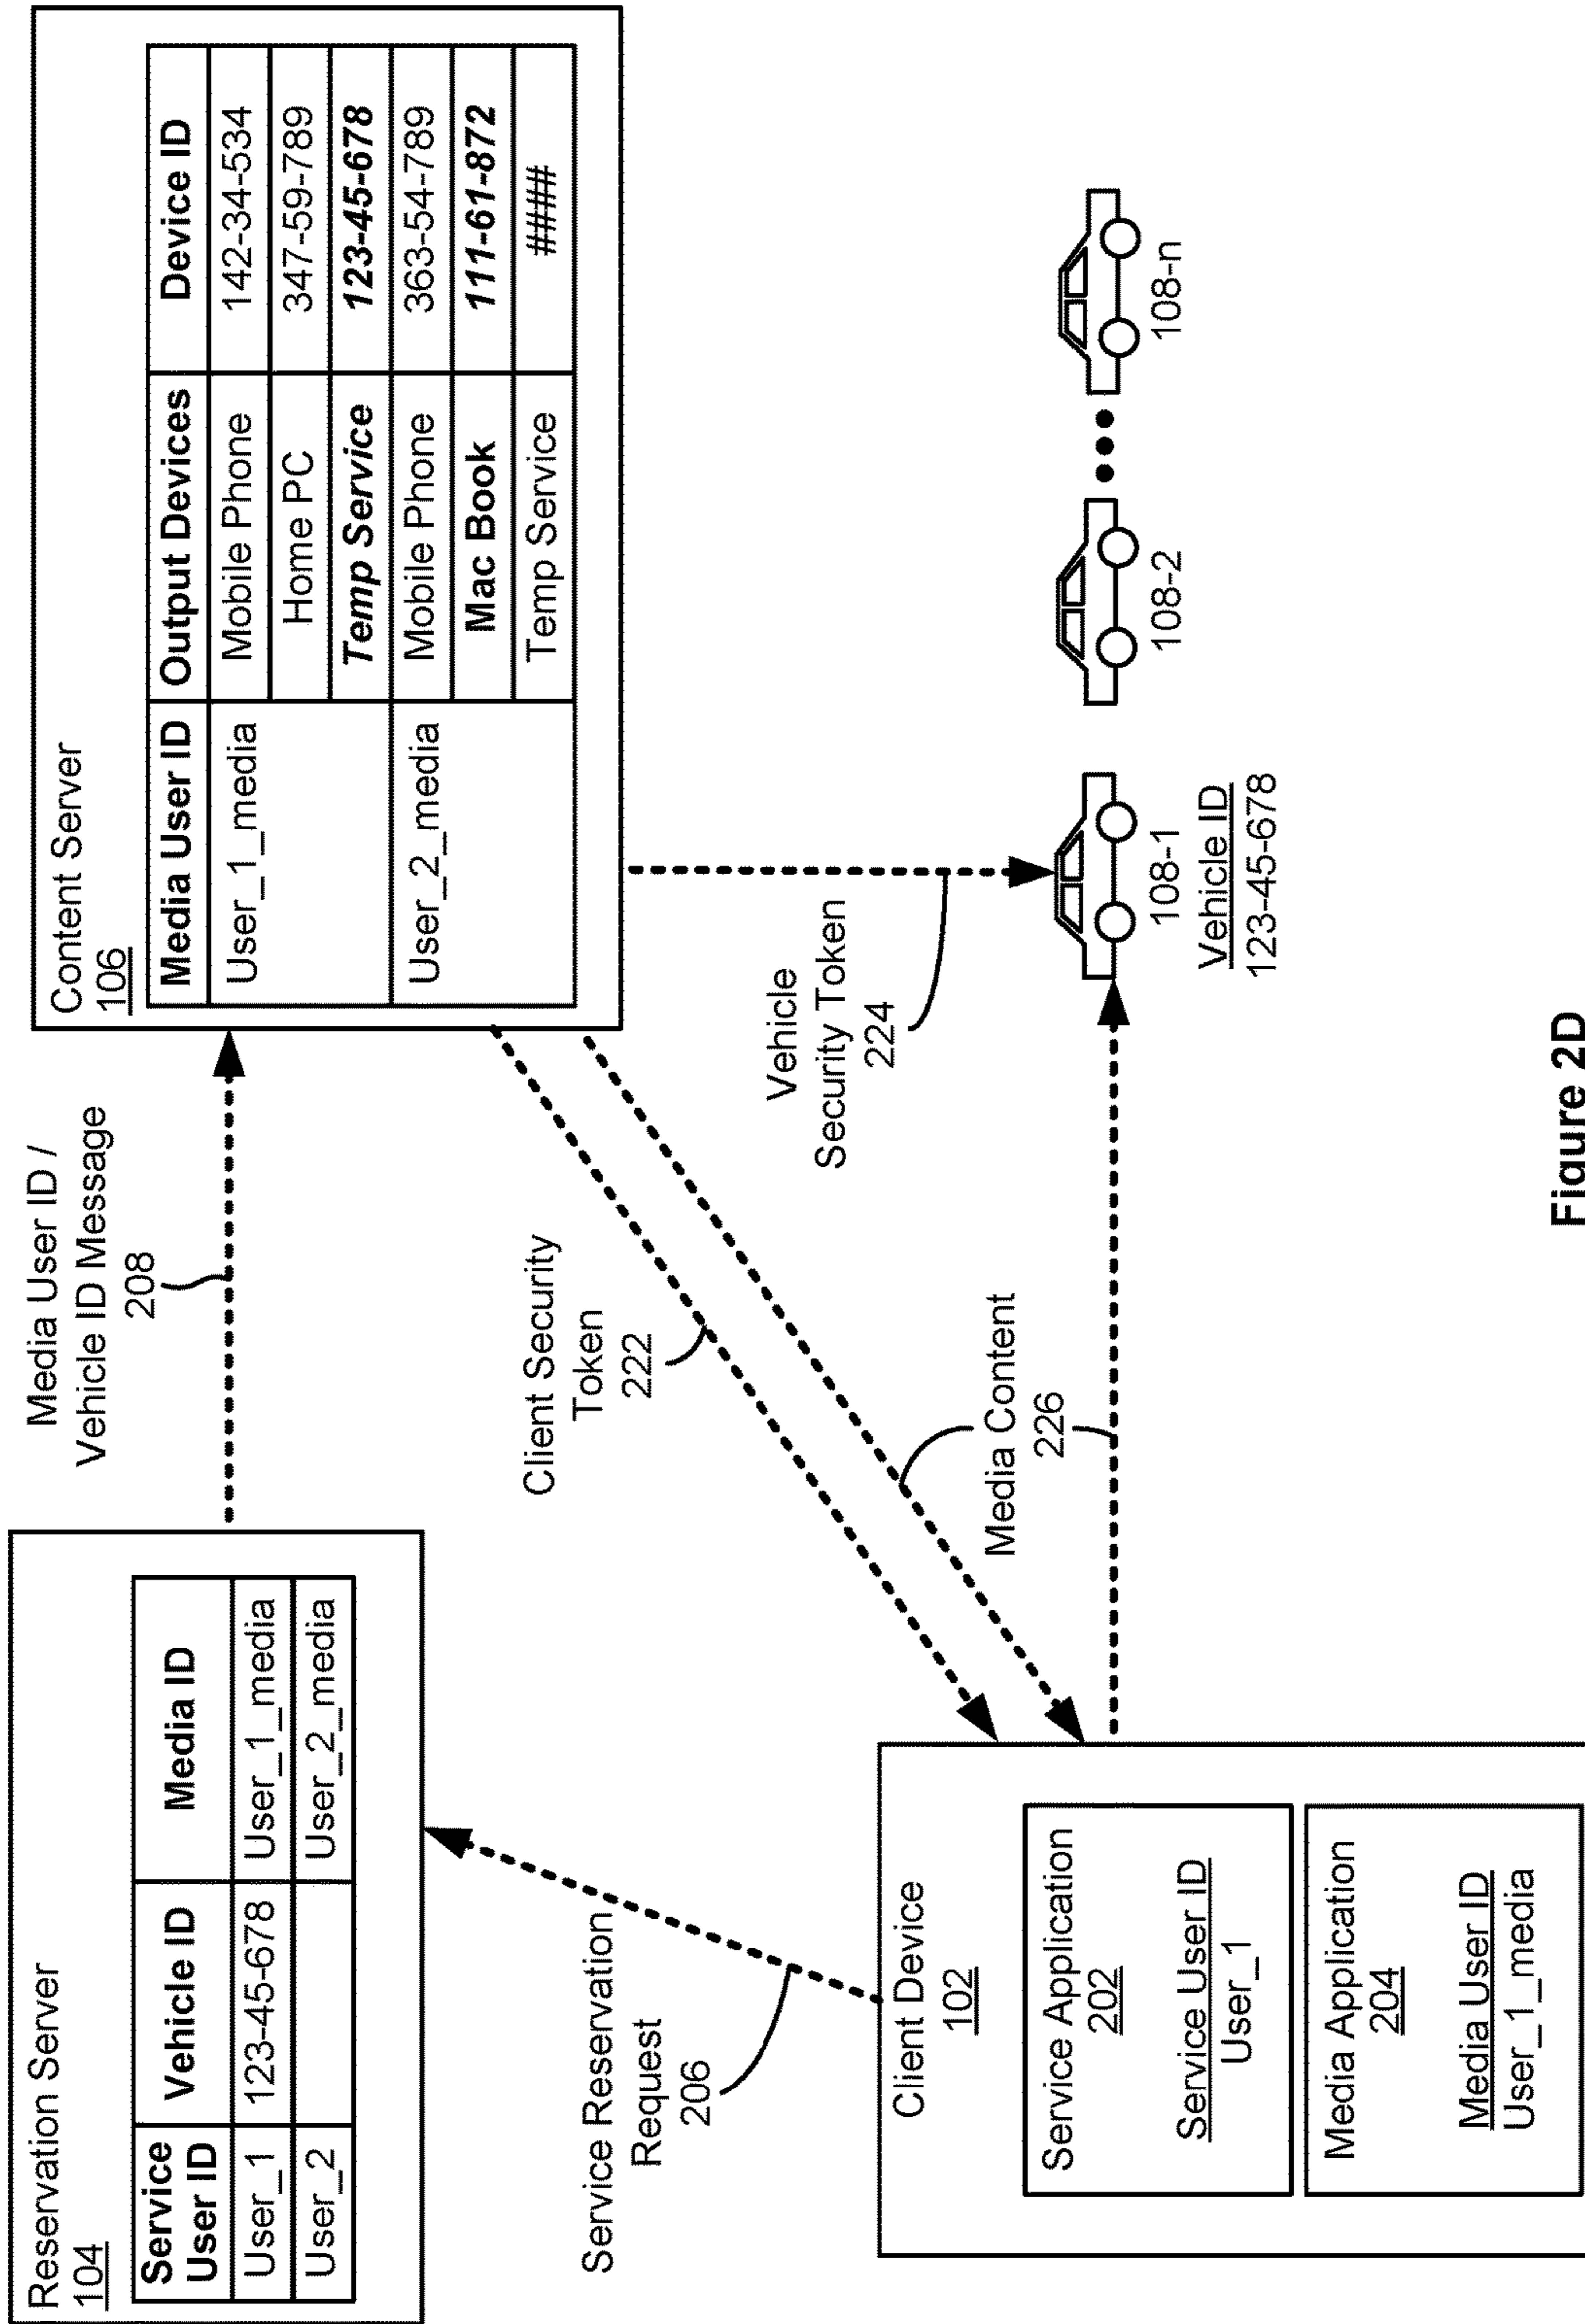 Reservation Server
104
Service User ID Vehicle ID Media ID
User_1 123-45-678 User_1_media
User_2 User_2_media
Media User ID /
Vehicle ID Message
208
Content Server
106
Media User ID Output Devices Device ID
User_1_media Mobile Phone 142-34-534
Home PC 347-59-789
Temp Service 123-45-678
User_2_media Mobile Phone 363-54-789
Mac Book 111-61-872
Temp Service ####
Service Reservation
Request
206
Client Security
Token
222
Vehicle
Security Token
224
Media Content
226
Client Device
102
Service Application
202
Service User ID
User_1
Media Application
204
Media User ID
User_1_media
108-1
Vehicle ID
123-45-678
108-2
108-n
Figure 2D